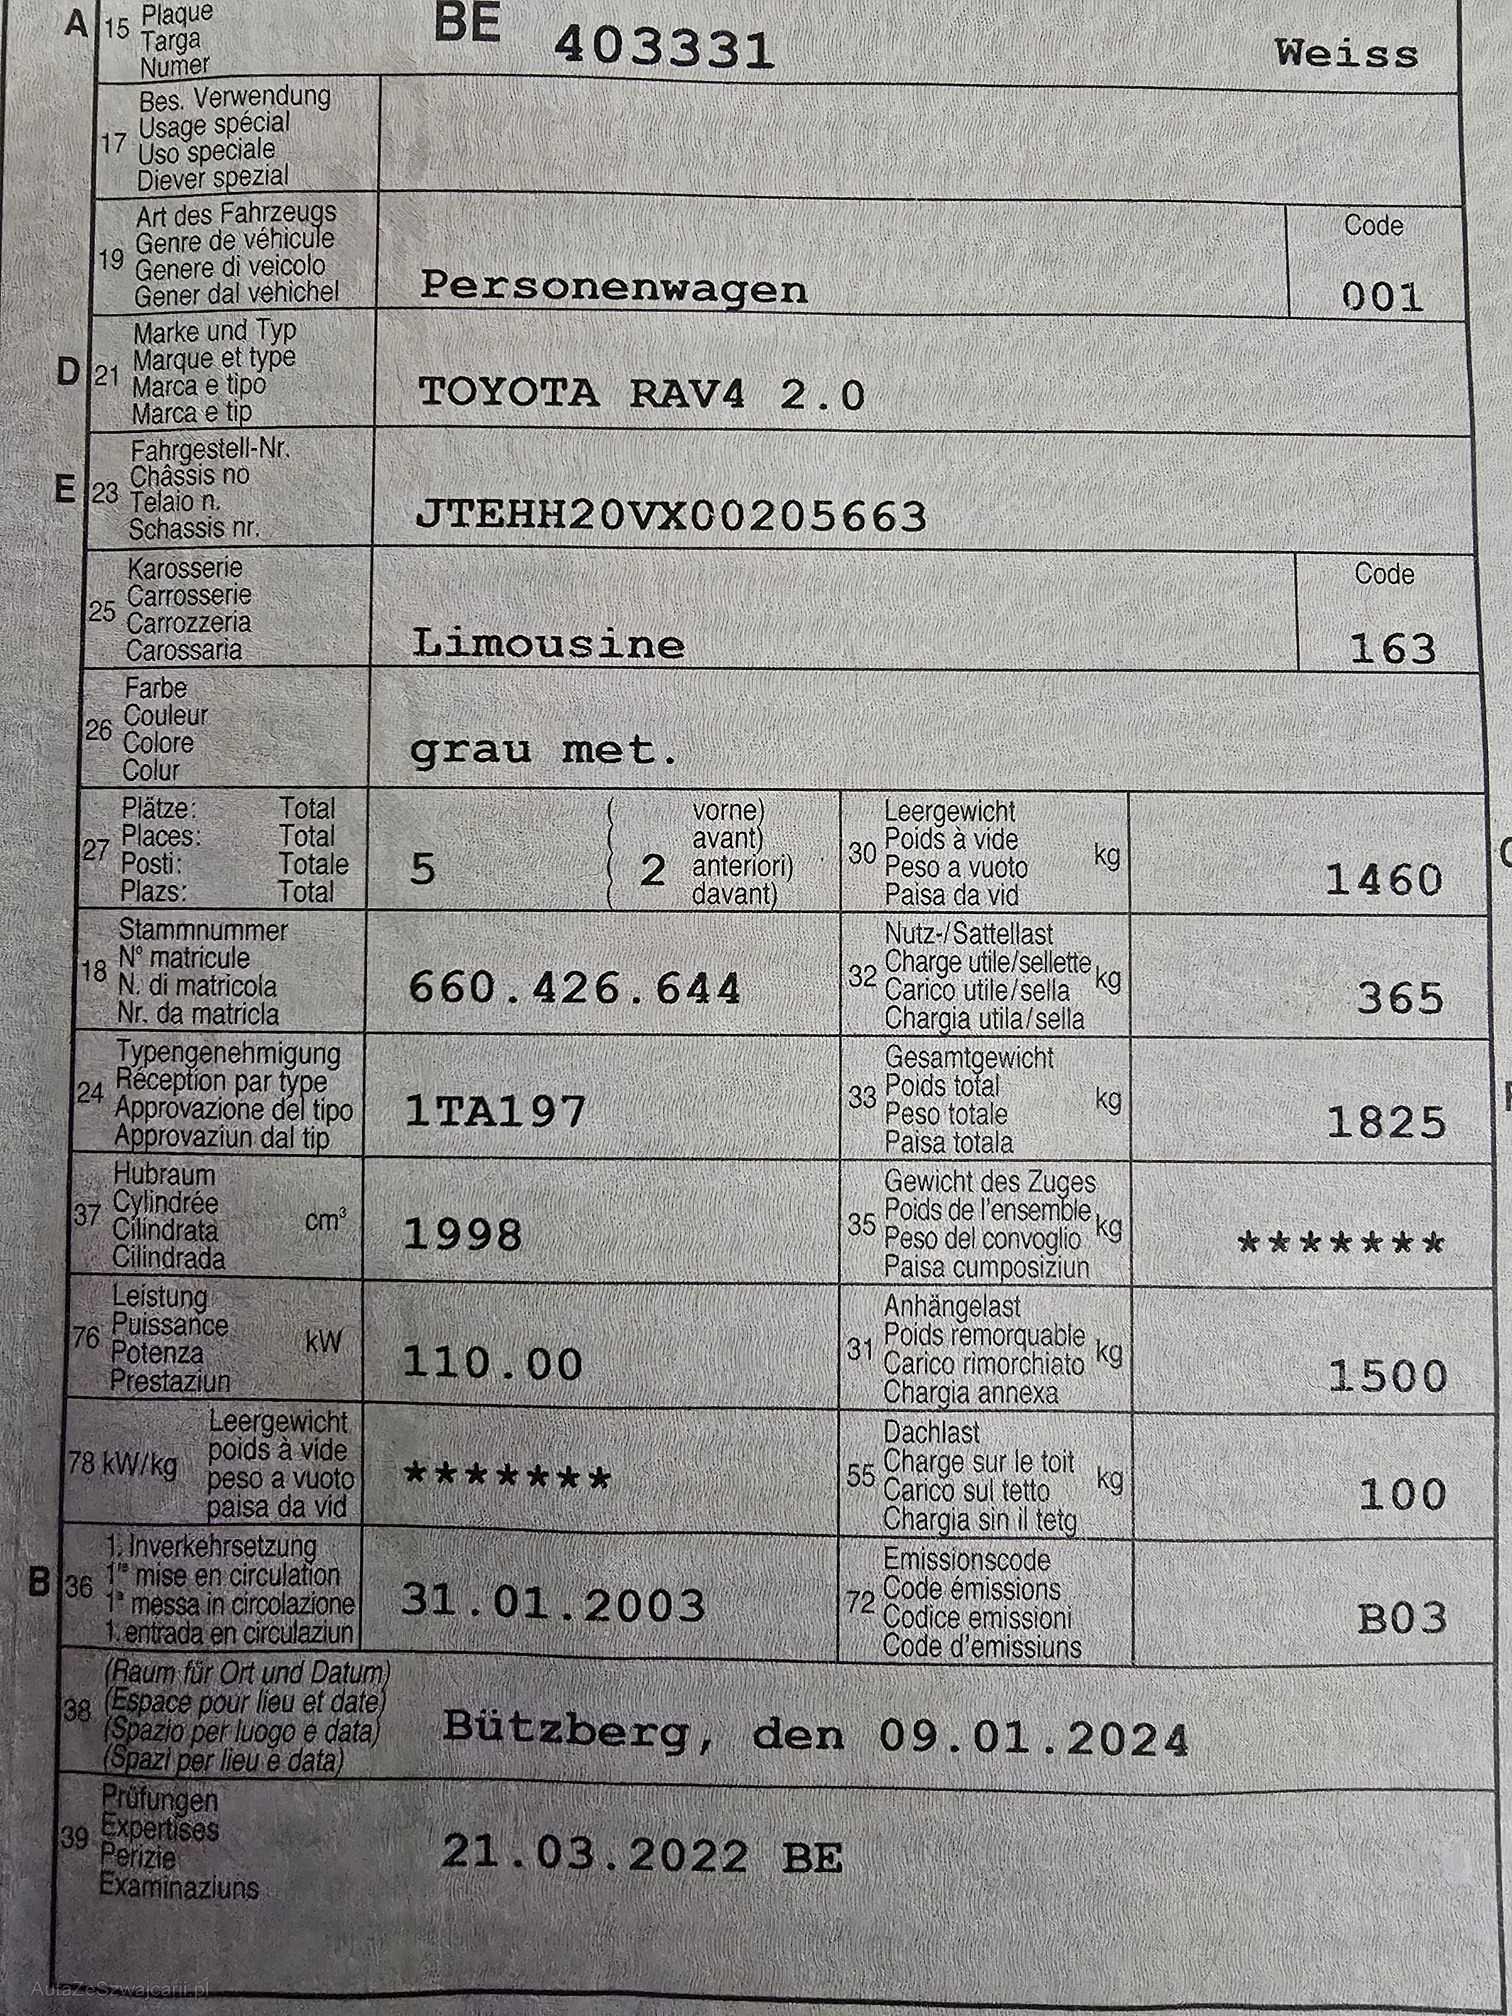 A 15 Plaque
Targa
Numer
BE 403331 Weiss
17 Bes. Verwendung
Usage spécial
Uso speciale
Diever spezial
19 Art des Fahrzeugs
Genre de véhicule
Genere di veicolo
Gener dal vehichel
Personenwagen
Code
001
D 21 Marke und Typ
Marque et type
Marca e tipo
Marca e tip
TOYOTA RAV4 2.0
E 23 Fahrgestell-Nr.
Châssis no
Telaio n.
Schassis nr.
JTEHH20VX00205663
25 Karosserie
Carrosserie
Carrozzeria
Carossaria
Limousine
Code
163
26 Farbe
Couleur
Colore
Colur
grau met.
27 Plätze: Total
Places: Total
Posti: Totale
Plazs: Total
5 ( 2 vorne)
( avant)
( anteriori)
( davant)
30 Leergewicht
Poids à vide
Peso a vuoto
Paisa da vid
kg
1460
18 Stammnummer
N° matricule
N. di matricola
Nr. da matricla
660.426.644
32 Nutz-/Sattellast
Charge utile/sellette
Carico utile/sella
Chargia utila/sella
kg
365
24 Typengenehmigung
Réception par type
Approvazione del tipo
Approvaziun dal tip
1TA197
33 Gesamtgewicht
Poids total
Peso totale
Paisa totala
kg
1825
37 Hubraum
Cylindrée
Cilindrata
Cilindrada
cm³
1998
35 Gewicht des Zuges
Poids de l'ensemble
Peso del convoglio
Paisa cumposiziun
kg
*******
76 Leistung
Puissance
Potenza
Prestaziun
kW
110.00
31 Anhängelast
Poids remorquable
Carico rimorchiato
Chargia annexa
kg
1500
78 kW/kg Leergewicht
poids à vide
peso a vuoto
paisa da vid
*******
55 Dachlast
Charge sur le toit
Carico sul tetto
Chargia sin il tetg
kg
100
B 36 1. Inverkehrsetzung
1re mise en circulation
1a messa in circolazione
1. entrada en circulaziun
31.01.2003
72 Emissionscode
Code émissions
Codice emissioni
Code d'emissiuns
B03
38 (Raum für Ort und Datum)
(Espace pour lieu et date)
(Spazio per luogo e data)
(Spazi per lieu e data)
Bützberg, den 09.01.2024
39 Prüfungen
Expertises
Perizie
Examinaziuns
21.03.2022 BE
AutaZeSzwajcarii.pl